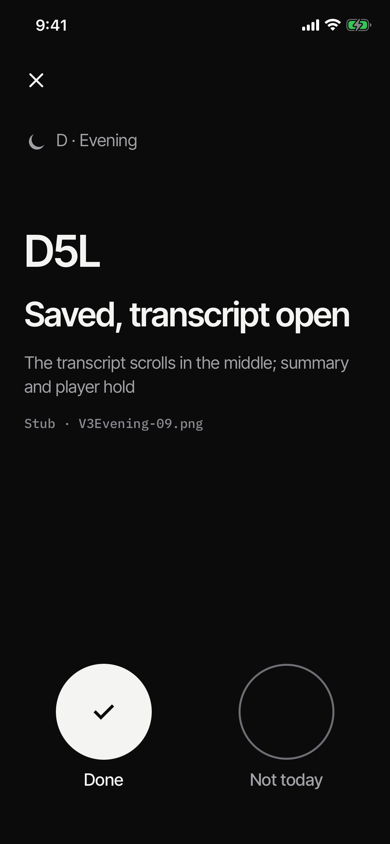 9:41
D · Evening
D5L
Saved, transcript open
The transcript scrolls in the middle; summary
and player hold
Stub · V3Evening-09.png
Done
Not today